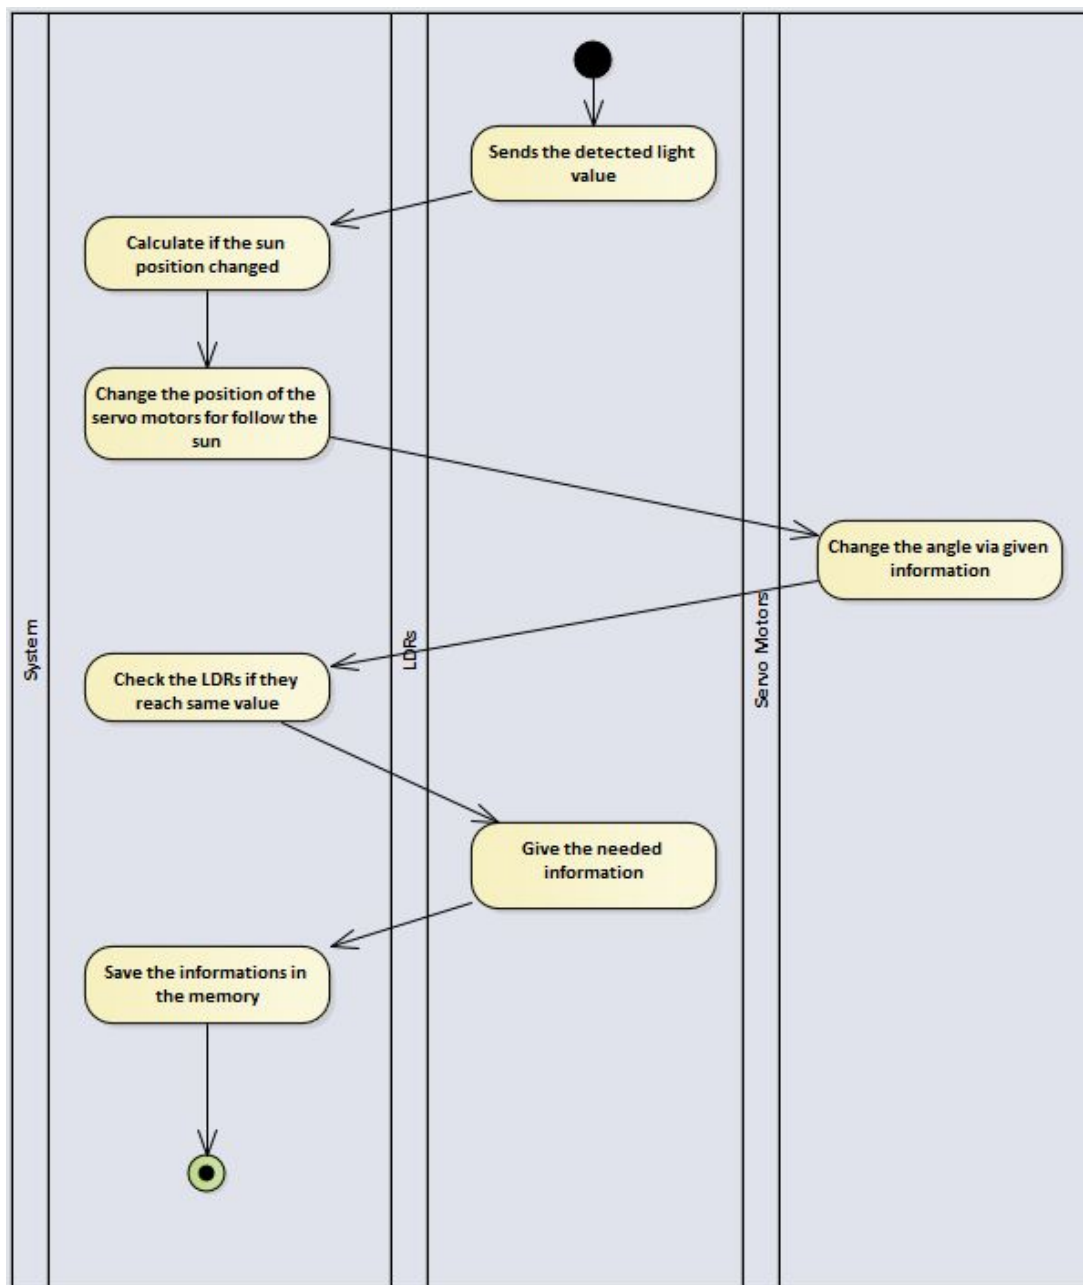 Sends the detected light
value
Calculate if the sun
position changed
Change the position of the
servo motors for follow the
sun
Change the angle via given
information
System
LDRs
Servo Motors
Check the LDRs if they
reach same value
Give the needed
information
Save the informations in
the memory